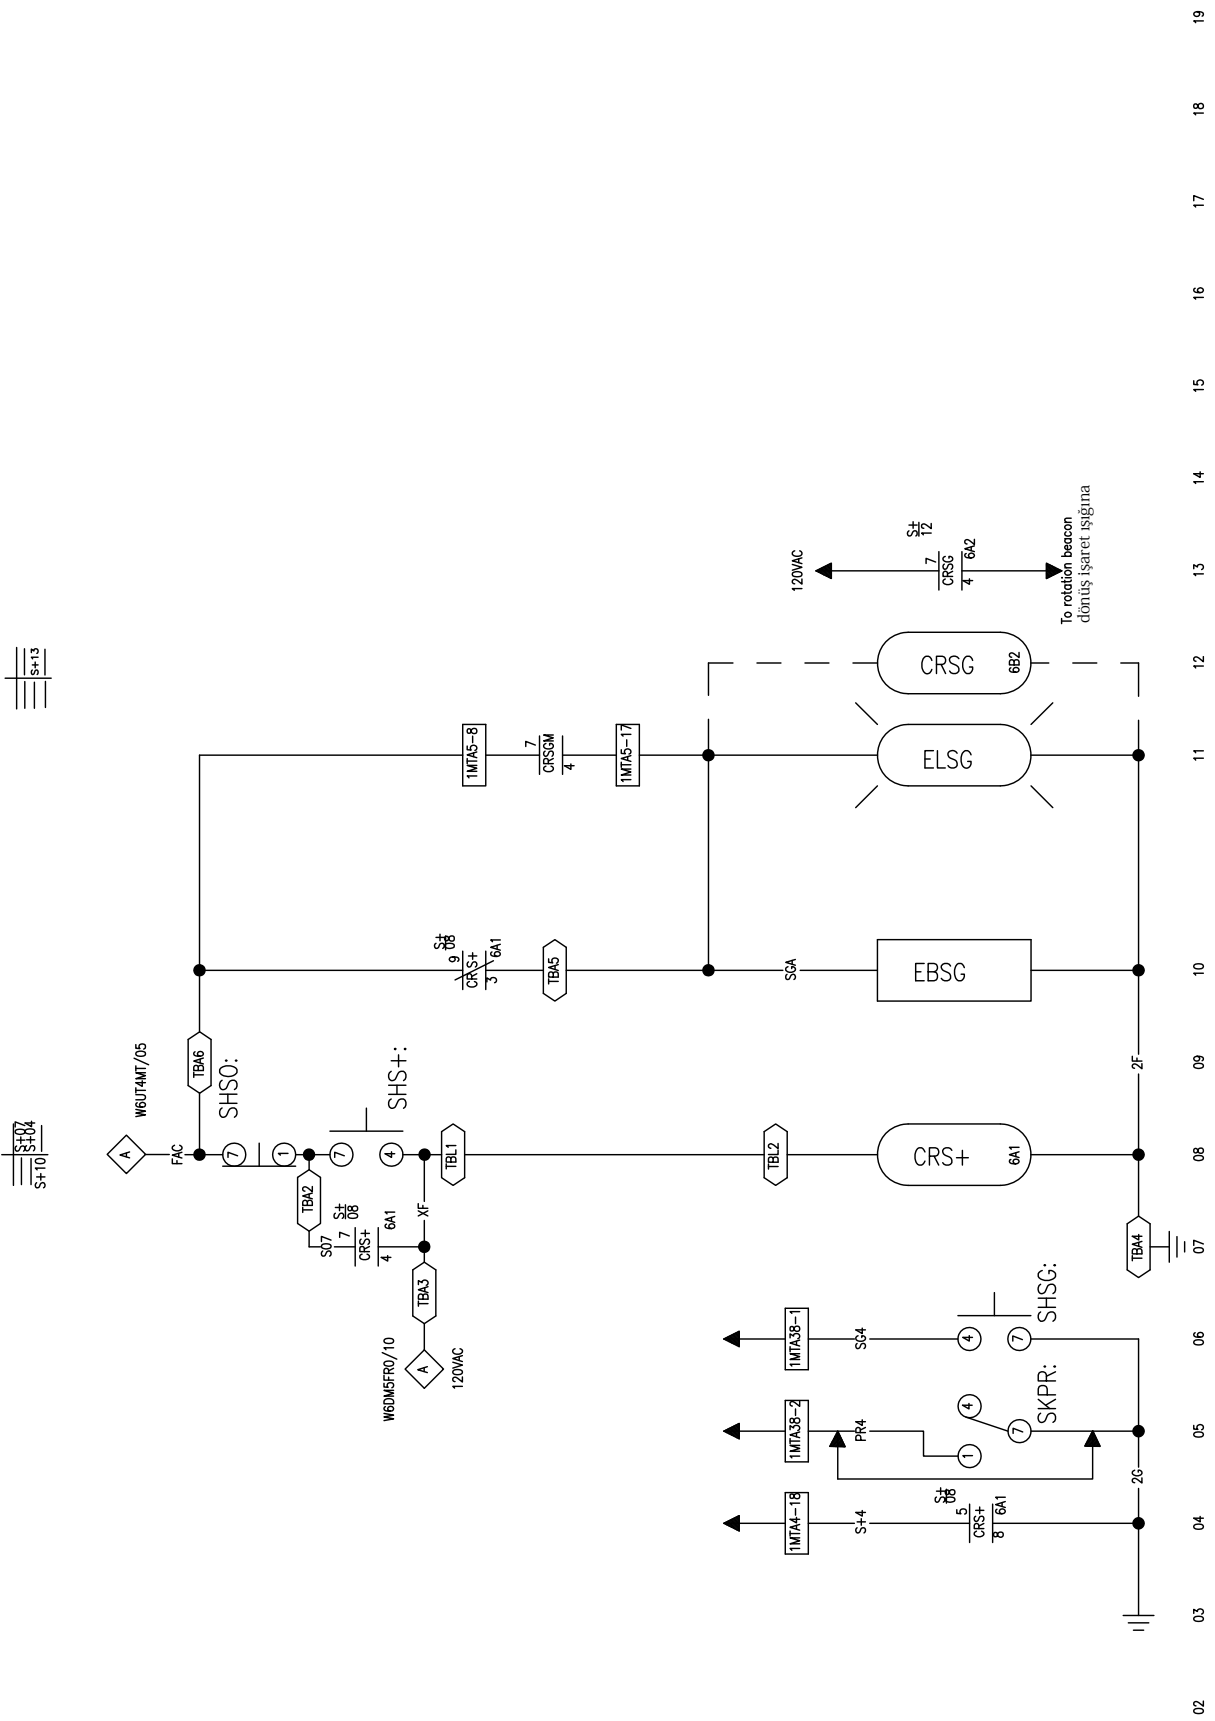 02
03
04
05
06
07
08
09
10
11
12
13
14
15
16
17
18
19
S+10
S+07
S+04
S+13
W6UT4MT/05
A
FAC
TBA6
SHS0:
7
1
TBA2
7
4
SHS+:
S07
S+
08
7
CRS+
4
6A1
XF
TBA3
W6DM5FR0/10
A
120VAC
TBL1
TBL2
CRS+
6A1
TBA4
2F
S+
08
9
CRS+
3
6A1
TBA5
SGA
EBSG
1MTA5-8
7
CRSGM
4
1MTA5-17
ELSG
CRSG
6B2
120VAC
S+
12
7
CRSG
4
6A2
To rotation beacon
dönüş işaret ışığına
1MTA4-18
S+4
S+
08
5
CRS+
8
6A1
1MTA38-2
PR4
1
4
7
SKPR:
2G
1MTA38-1
SG4
4
7
SHSG: